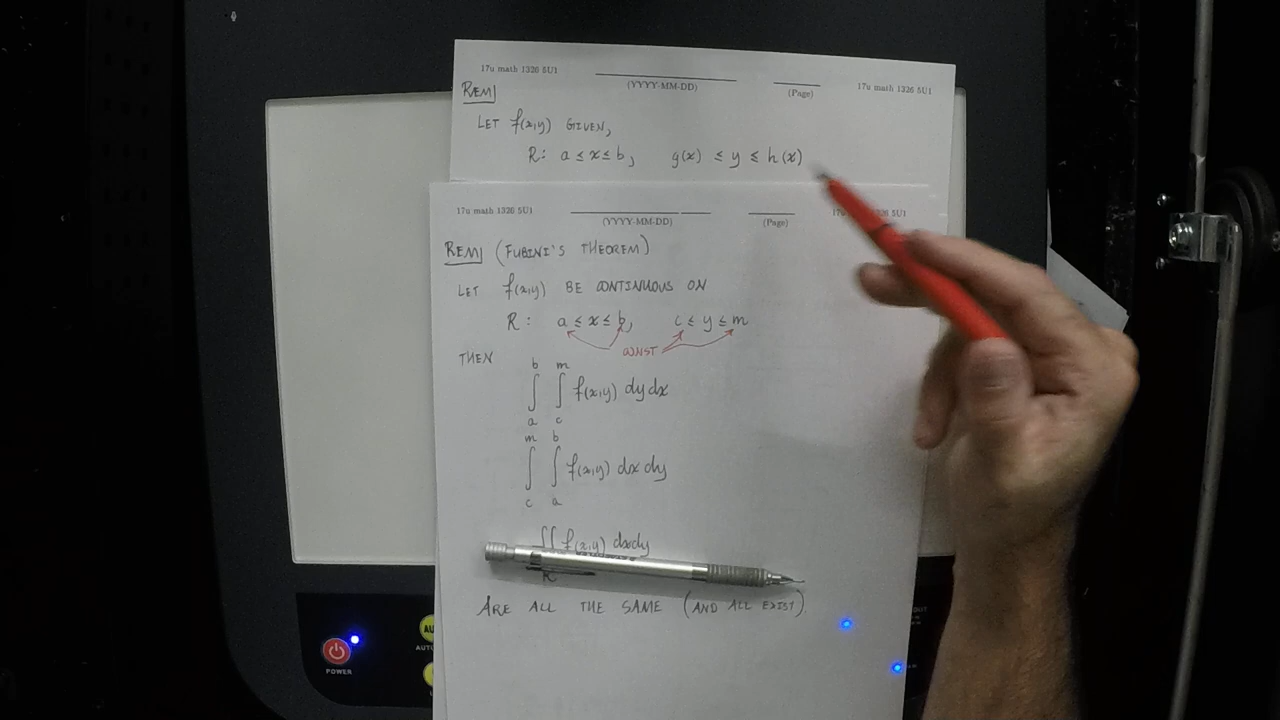 17u math 1326 5U1 (YYYY-MM-DD) (Page) 17u math 1326 5U1
REM
LET f(x,y) GIVEN,
R: a ≤ x ≤ b, g(x) ≤ y ≤ h(x)
17u math 1326 5U1 (YYYY-MM-DD) (Page) 5U1
REM (FUBINI'S THEOREM)
LET f(x,y) BE CONTINUOUS ON
R: a ≤ x ≤ b, c ≤ y ≤ m
CONST
THEN
b m
∫ ∫ f(x,y) dy dx
a c
m b
∫ ∫ f(x,y) dx dy
c a
∫∫ f(x,y) dxdy
R
ARE ALL THE SAME (AND ALL EXIST)
POWER